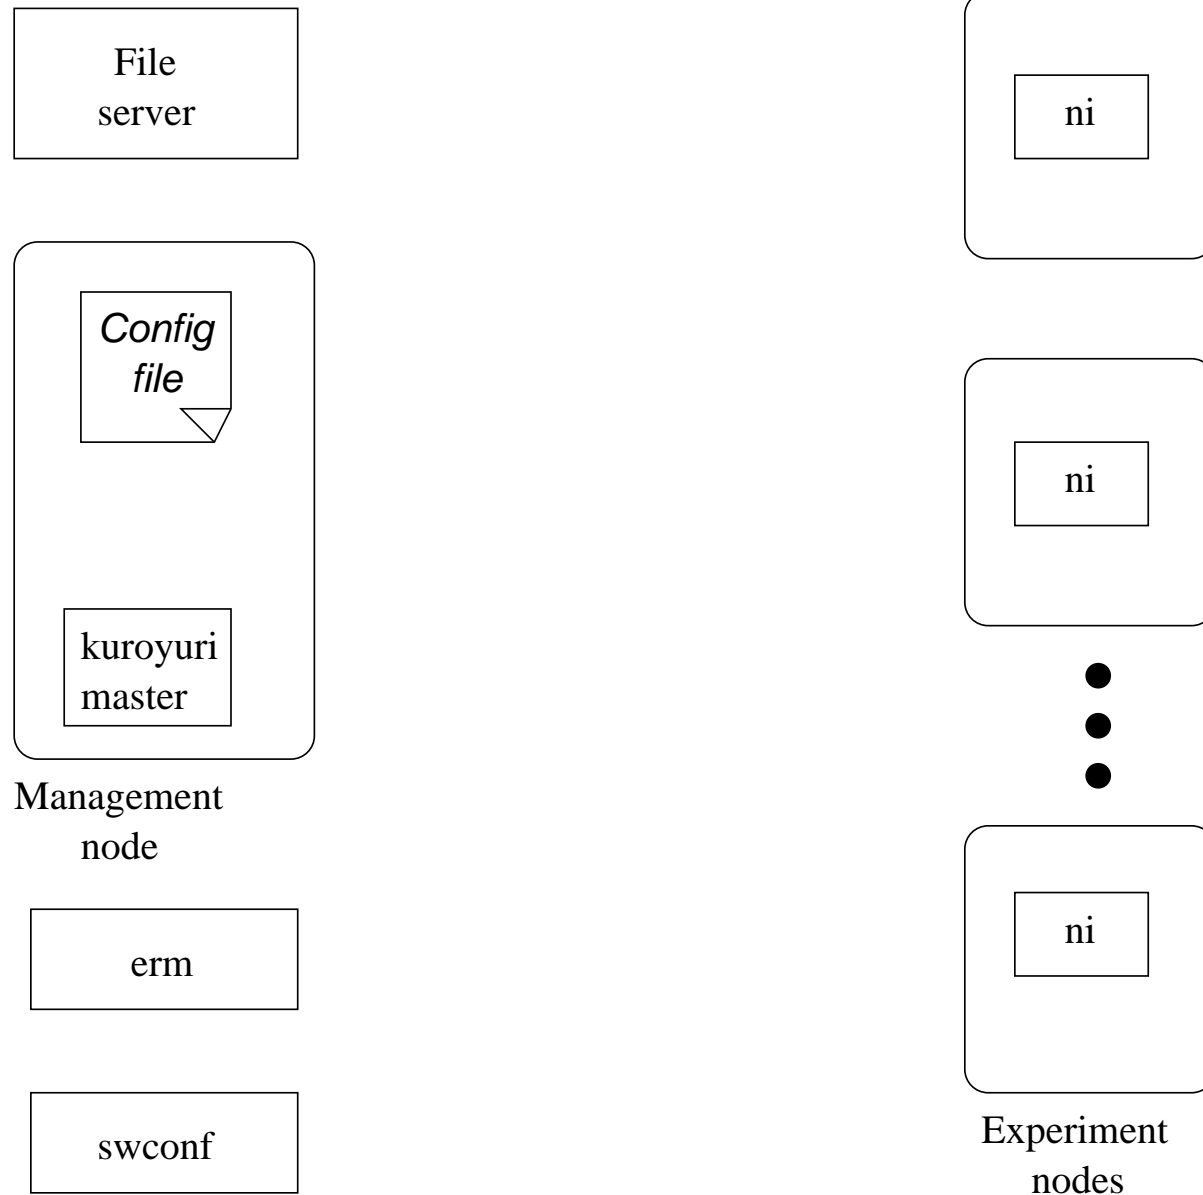 File
server
Config
file
kuroyuri
master
Management
node
erm
swconf
ni
ni
ni
Experiment
nodes